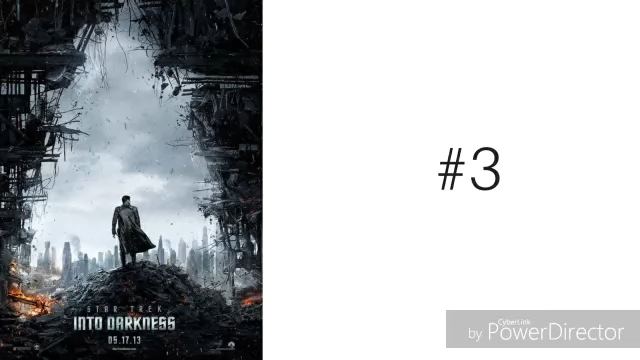 STAR TREK
INTO DARKNESS
05.17.13
#3
CyberLink
by PowerDirector